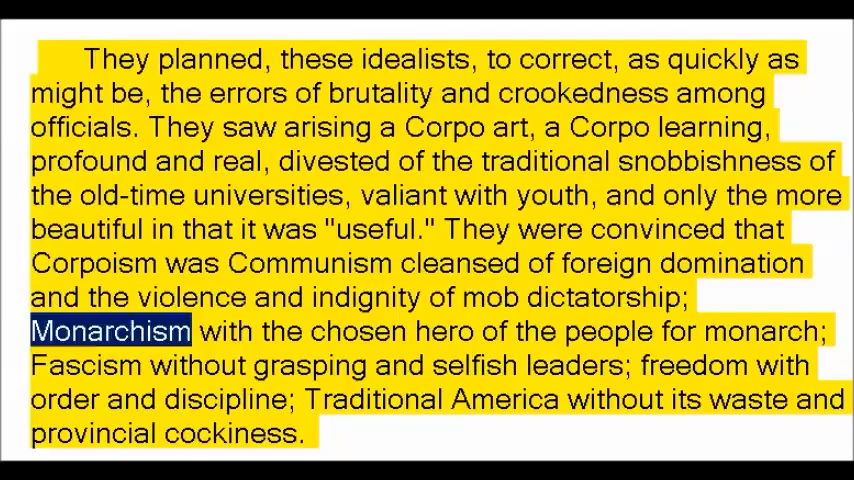 They planned, these idealists, to correct, as quickly as
might be, the errors of brutality and crookedness among
officials. They saw arising a Corpo art, a Corpo learning,
profound and real, divested of the traditional snobbishness of
the old-time universities, valiant with youth, and only the more
beautiful in that it was "useful." They were convinced that
Corpoism was Communism cleansed of foreign domination
and the violence and indignity of mob dictatorship;
Monarchism with the chosen hero of the people for monarch;
Fascism without grasping and selfish leaders; freedom with
order and discipline; Traditional America without its waste and
provincial cockiness.